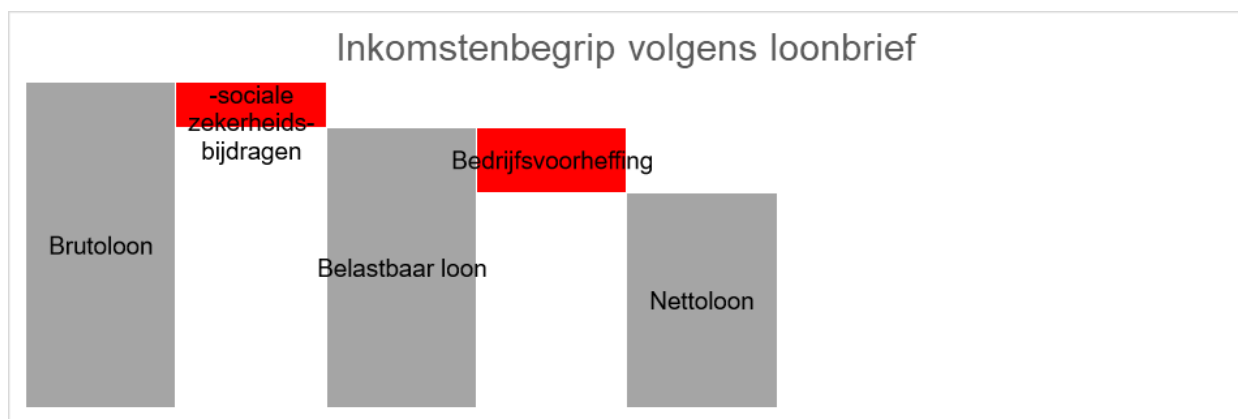 Inkomstenbegrip volgens loonbrief
-sociale
zekerheids-
bijdragen
Bedrijfsvoorheffing
Brutoloon
Belastbaar loon
Nettoloon